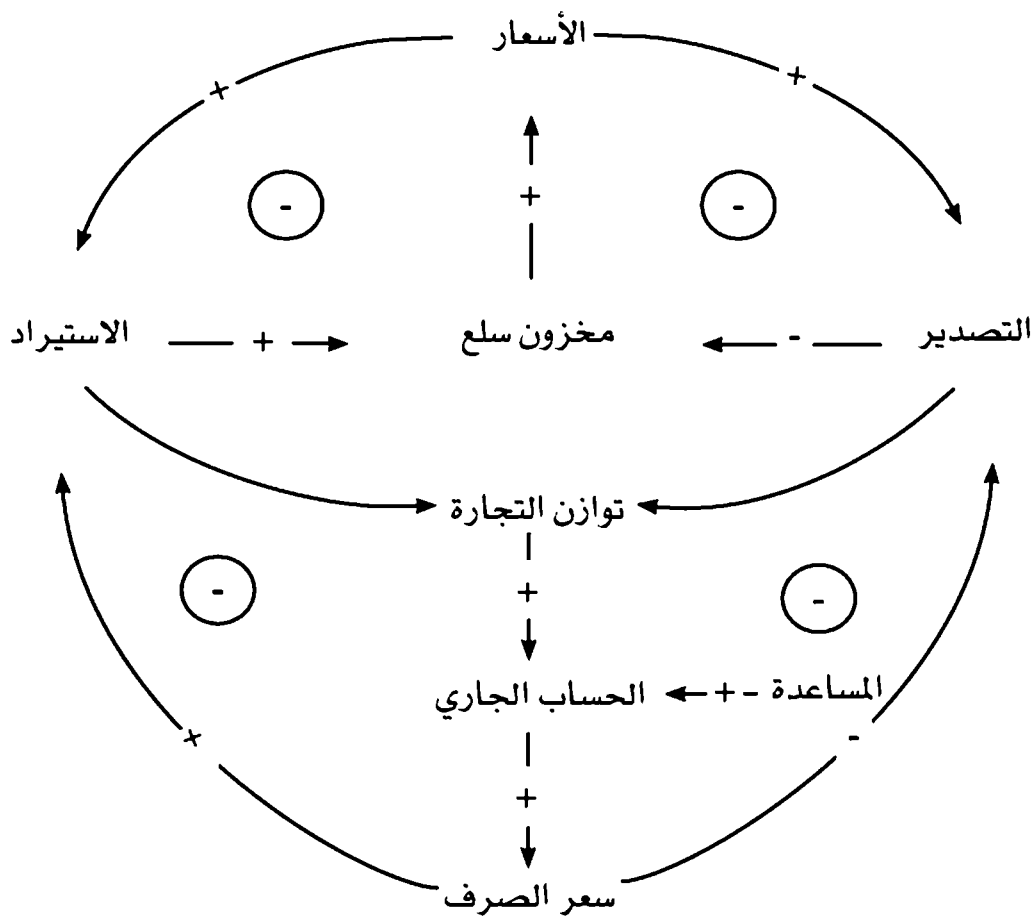 الأسعار
+ +
- + -
الاستيراد + مخزون سلع - التصدير
توازن التجارة
- + -
المساعدة - + الحساب الجاري
+ -
+
سعر الصرف